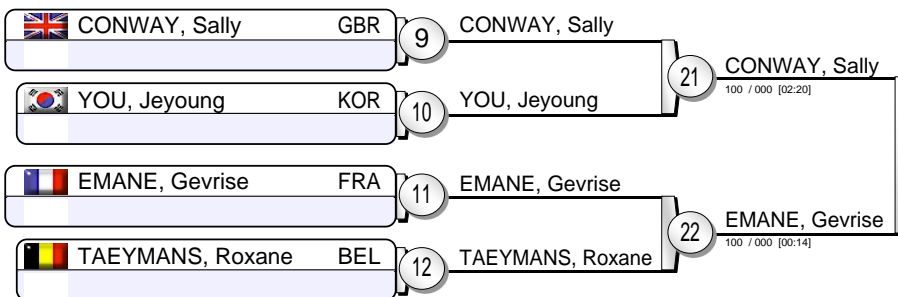 CONWAY, Sally GBR
9
CONWAY, Sally
21
CONWAY, Sally
100 / 000 [02:20]
YOU, Jeyoung KOR
10
YOU, Jeyoung
EMANE, Gevrise FRA
11
EMANE, Gevrise
22
EMANE, Gevrise
100 / 000 [00:14]
TAEYMANS, Roxane BEL
12
TAEYMANS, Roxane